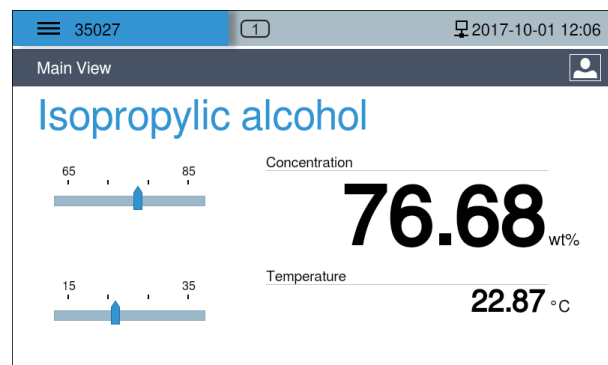 35027 1 2017-10-01 12:06
Main View
Isopropylic alcohol
65 85
Concentration
76.68 wt%
15 35
Temperature
22.87 °C